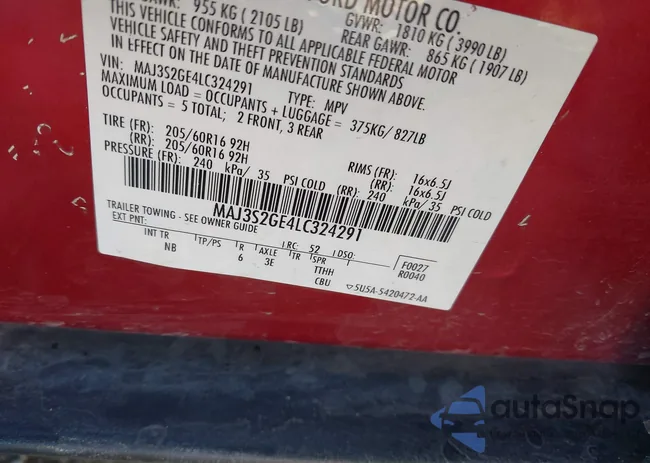 ORD MOTOR CO.
GAWR: 955 KG ( 2105 LB) GVWR: 1810 KG ( 3990 LB)
REAR GAWR: 865 KG ( 1907 LB)
THIS VEHICLE CONFORMS TO ALL APPLICABLE FEDERAL MOTOR
VEHICLE SAFETY AND THEFT PREVENTION STANDARDS
IN EFFECT ON THE DATE OF MANUFACTURE SHOWN ABOVE.
VIN: MAJ3S2GE4LC324291 TYPE: MPV
MAXIMUM LOAD = OCCUPANTS + LUGGAGE = 375KG/ 827LB
OCCUPANTS = 5 TOTAL; 2 FRONT, 3 REAR
TIRE (FR): 205/60R16 92H RIMS (FR): 16x6.5J
(RR): 205/60R16 92H (RR): 16x6.5J
PRESSURE (FR): 240 kPa/ 35 PSI COLD (RR): 240 kPa/ 35 PSI COLD
MAJ3S2GE4LC324291
TRAILER TOWING - SEE OWNER GUIDE
EXT PNT: RC: 52 DSO: F0027
INT TR TP/PS R AXLE TR SPR R0040
NB 6 3E TTHH
CBU 5U5A-5420472-AA
autoSnap